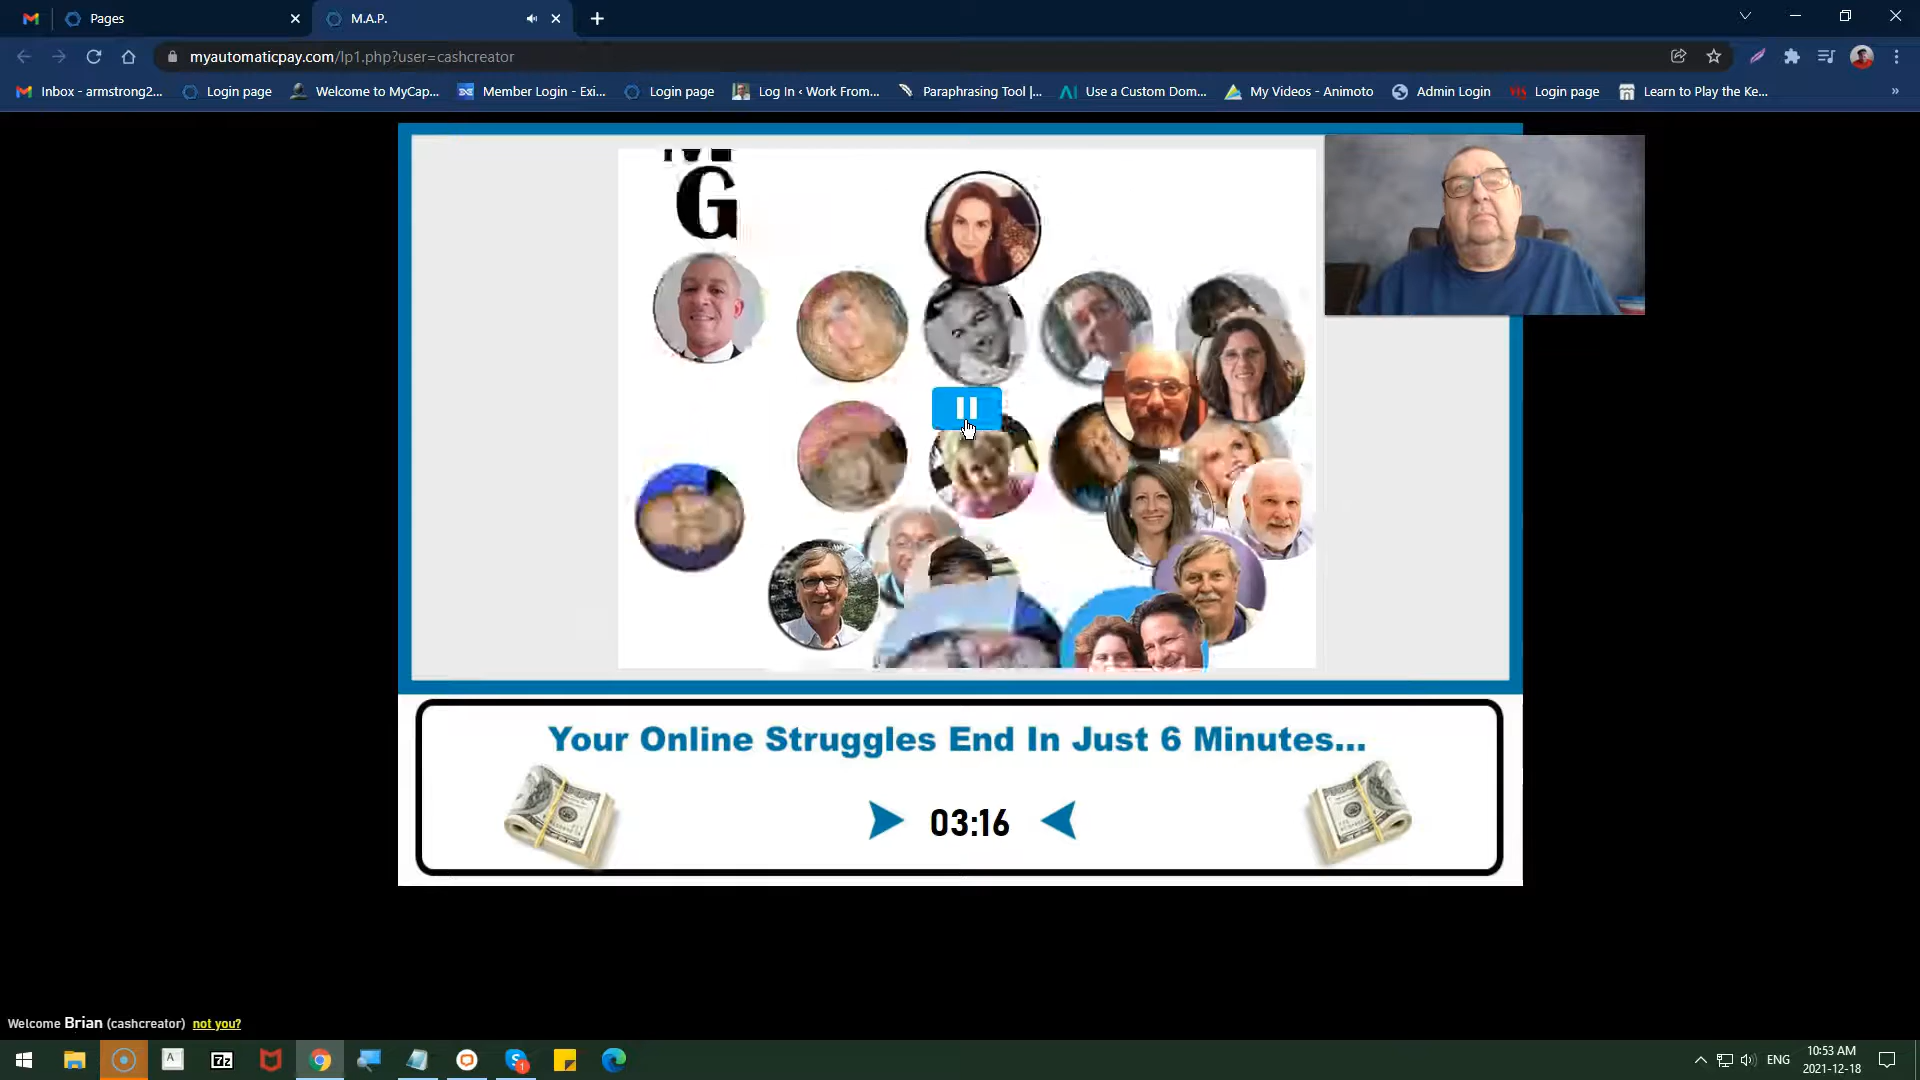 Pages
M.A.P.
myautomaticpay.com/lp1.php?user=cashcreator
Inbox - armstrong2...
Login page
Welcome to MyCap...
Member Login - Exi...
Login page
Log In ‹ Work From...
Paraphrasing Tool |...
Use a Custom Dom...
My Videos - Animoto
Admin Login
Login page
Learn to Play the Ke...
»
G
Your Online Struggles End In Just 6 Minutes...
03:16
Welcome Brian (cashcreator) not you?
ENG
10:53 AM
2021-12-18